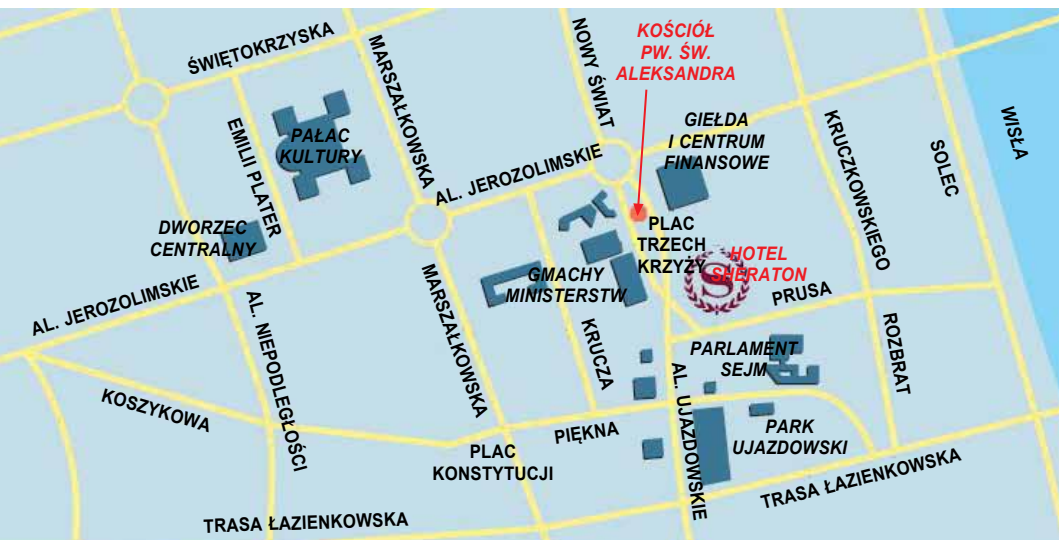 ŚWIĘTOKRZYSKA
MARSZAŁKOWSKA
NOWY ŚWIAT
KOŚCIÓŁ
PW. ŚW.
ALEKSANDRA
EMILII PLATER
PAŁAC
KULTURY
GIEŁDA
I CENTRUM
FINANSOWE
KRUCZKOWSKIEGO
SOLEC
WISŁA
AL. JEROZOLIMSKIE
DWORZEC
CENTRALNY
PLAC
TRZECH
KRZYŻY
HOTEL
SHERATON
S
GMACHY
MINISTERSTW
AL. JEROZOLIMSKIE
AL. NIEPODLEGŁOŚCI
MARSZAŁKOWSKA
KRUCZA
PRUSA
ROZBRAT
PARLAMENT
SEJM
KOSZYKOWA
AL. UJAZDOWSKIE
PIĘKNA
PARK
UJAZDOWSKI
PLAC
KONSTYTUCJI
TRASA ŁAZIENKOWSKA
TRASA ŁAZIENKOWSKA